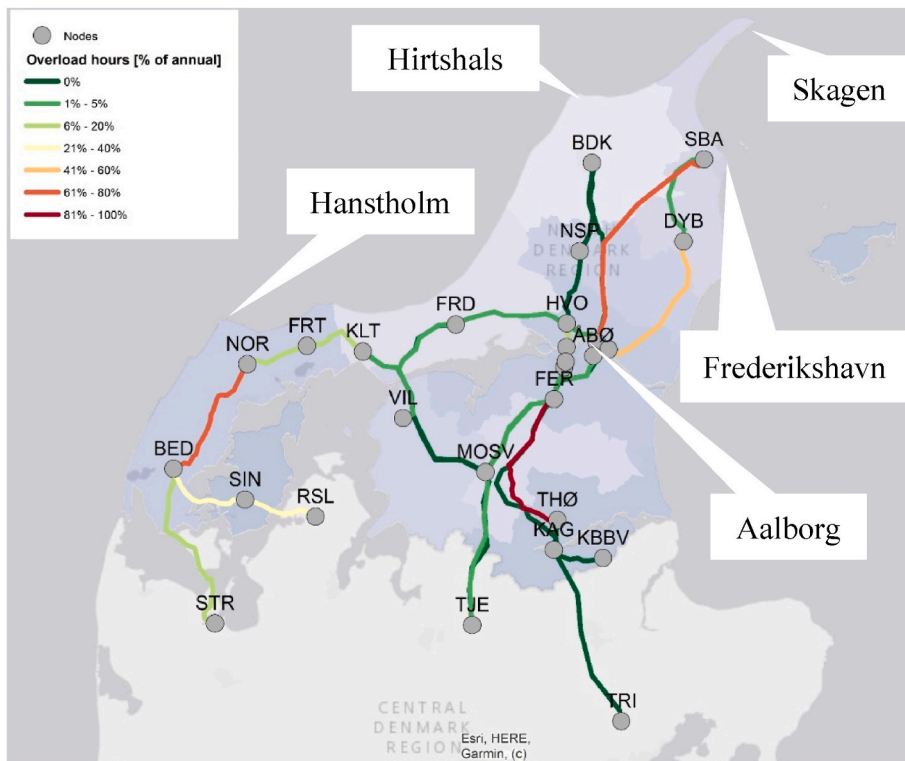 Nodes
Overload hours [% of annual]
0%
1% - 5%
6% - 20%
21% - 40%
41% - 60%
61% - 80%
81% - 100%
Hirtshals
Skagen
BDK
SBA
Hanstholm
NSP
DYB
DENMARK
REGION
FRD
HVO
FRT
KLT
ABØ
NOR
Frederikshavn
FER
VIL
BED
MOSV
SIN
RSL
THØ
Aalborg
KAG
KBBV
STR
TJE
TRI
CENTRAL
DENMARK
REGION
Esri, HERE,
Garmin, (c)